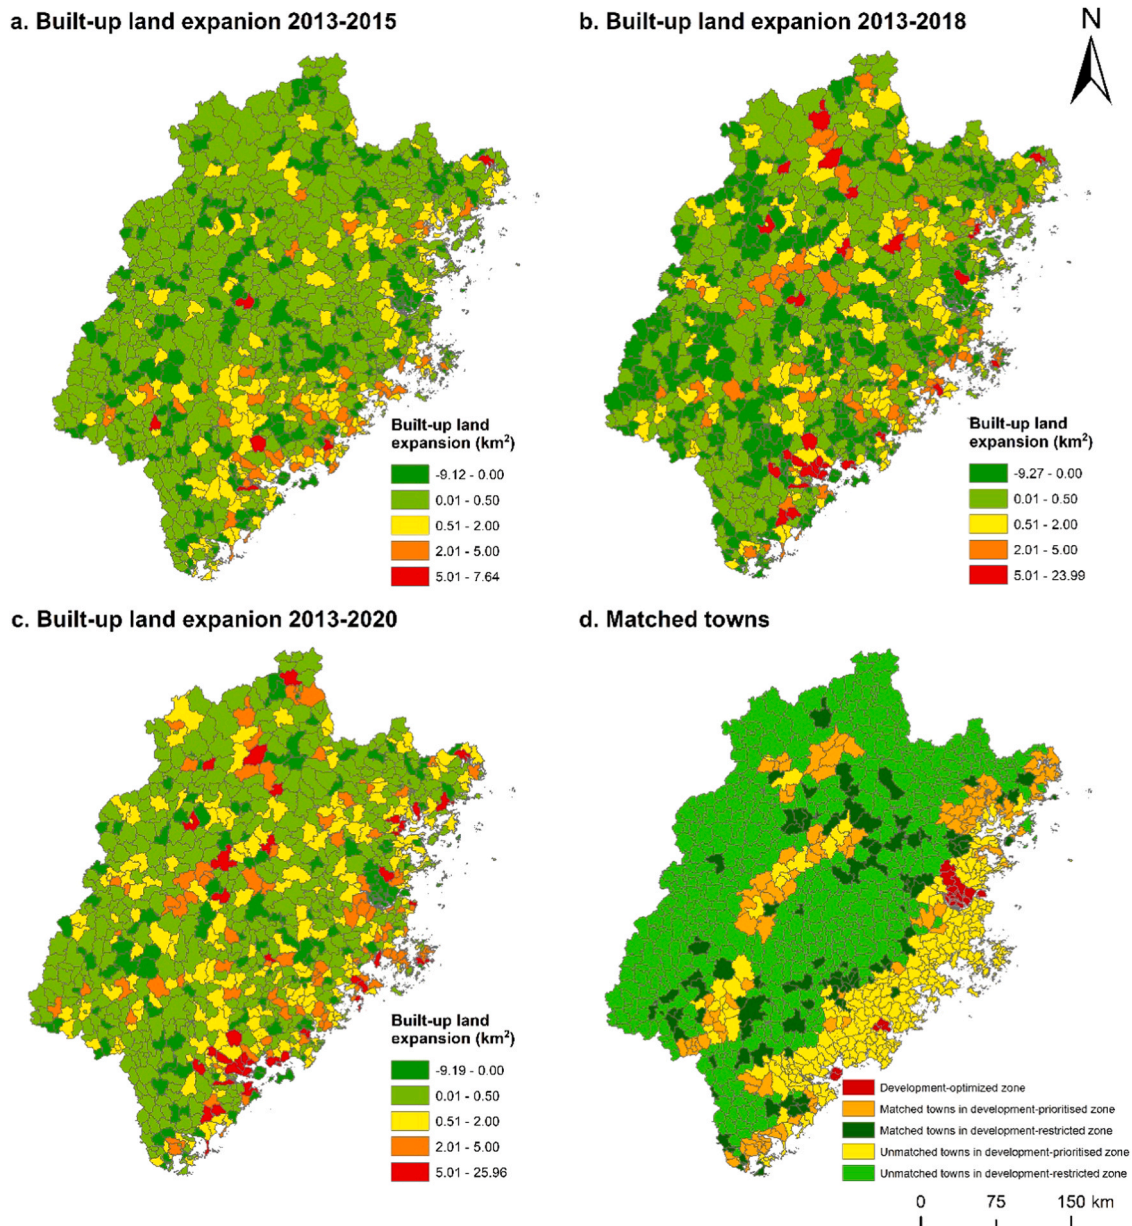 a. Built-up land expanion 2013-2015
b. Built-up land expanion 2013-2018
N
Built-up land
expansion (km²)
-9.12 - 0.00
0.01 - 0.50
0.51 - 2.00
2.01 - 5.00
5.01 - 7.64
Built-up land
expansion (km²)
-9.27 - 0.00
0.01 - 0.50
0.51 - 2.00
2.01 - 5.00
5.01 - 23.99
c. Built-up land expanion 2013-2020
d. Matched towns
Built-up land
expansion (km²)
-9.19 - 0.00
0.01 - 0.50
0.51 - 2.00
2.01 - 5.00
5.01 - 25.96
Development-optimized zone
Matched towns in development-prioritised zone
Matched towns in development-restricted zone
Unmatched towns in development-prioritised zone
Unmatched towns in development-restricted zone
0 75 150 km